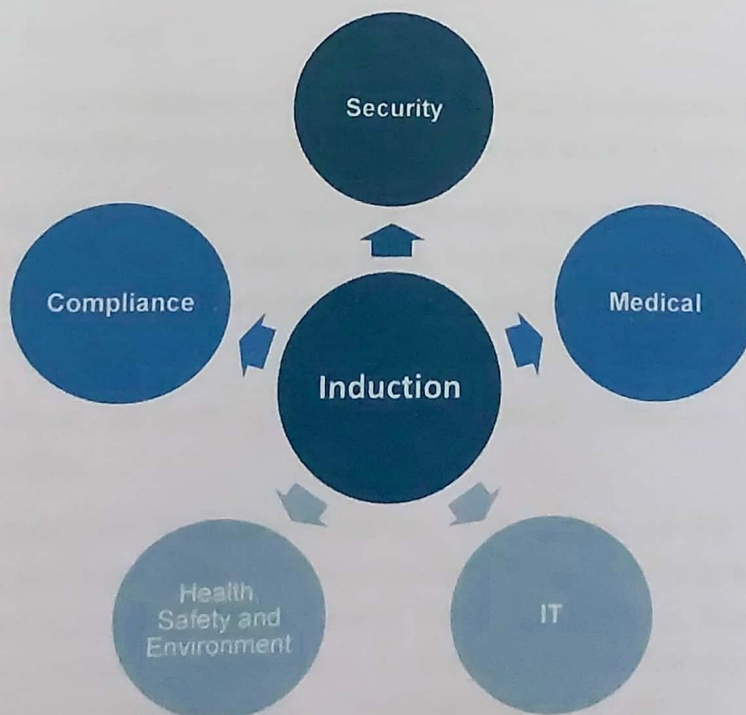 Security
Compliance
Medical
Induction
Health
Safety and
Environment
IT